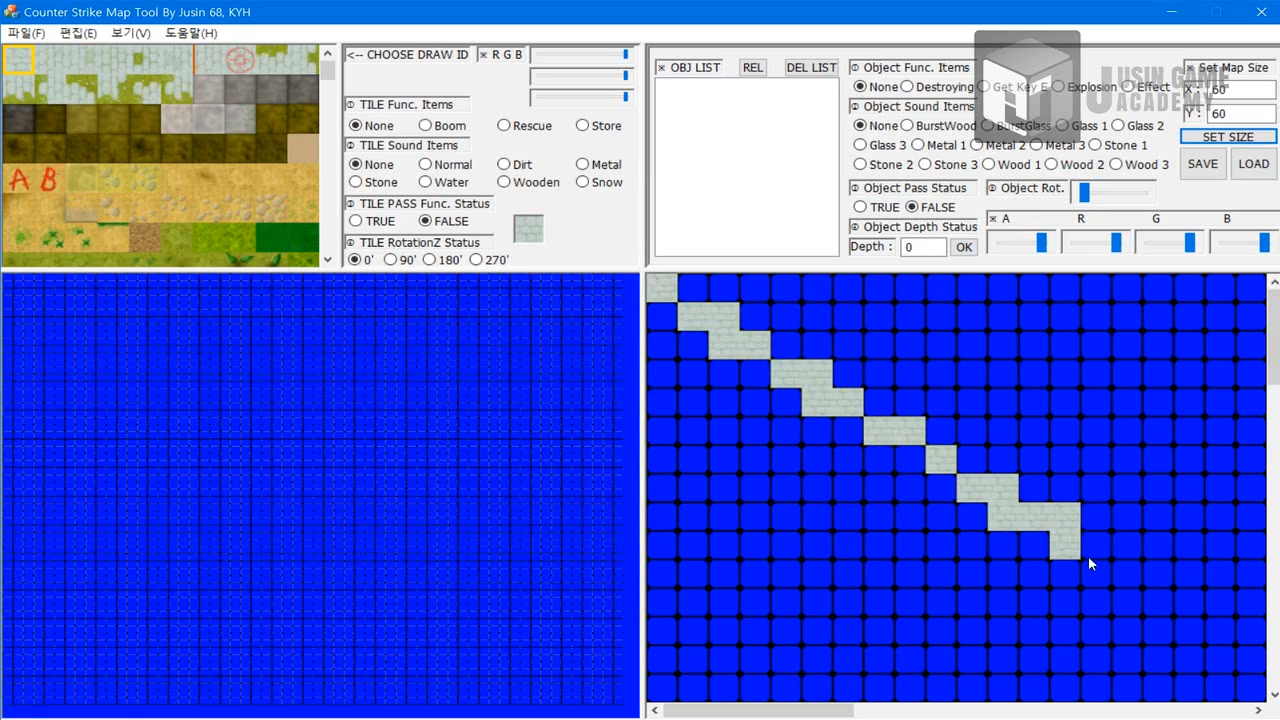 Counter Strike Map Tool By Jusin 68, KYH
파일(F) 편집(E) 보기(V) 도움말(H)
A B
<-- CHOOSE DRAW ID
R G B
TILE Func. Items
None Boom Rescue Store
TILE Sound Items
None Normal Dirt Metal
Stone Water Wooden Snow
TILE PASS Func. Status
TRUE FALSE
TILE RotationZ Status
0' 90' 180' 270'
OBJ LIST REL DEL LIST
Object Func. Items
None Destroying Get Key E Explosion Effect
Object Sound Items
None BurstWood BurstGlass Glass 1 Glass 2
Glass 3 Metal 1 Metal 2 Metal 3 Stone 1
Stone 2 Stone 3 Wood 1 Wood 2 Wood 3
Object Pass Status
TRUE FALSE
Object Rot.
Object Depth Status
Depth : 0 OK
A R G B
Set Map Size
X : 60
Y : 60
SET SIZE
SAVE LOAD
JUSIN GAME
ACADEMY